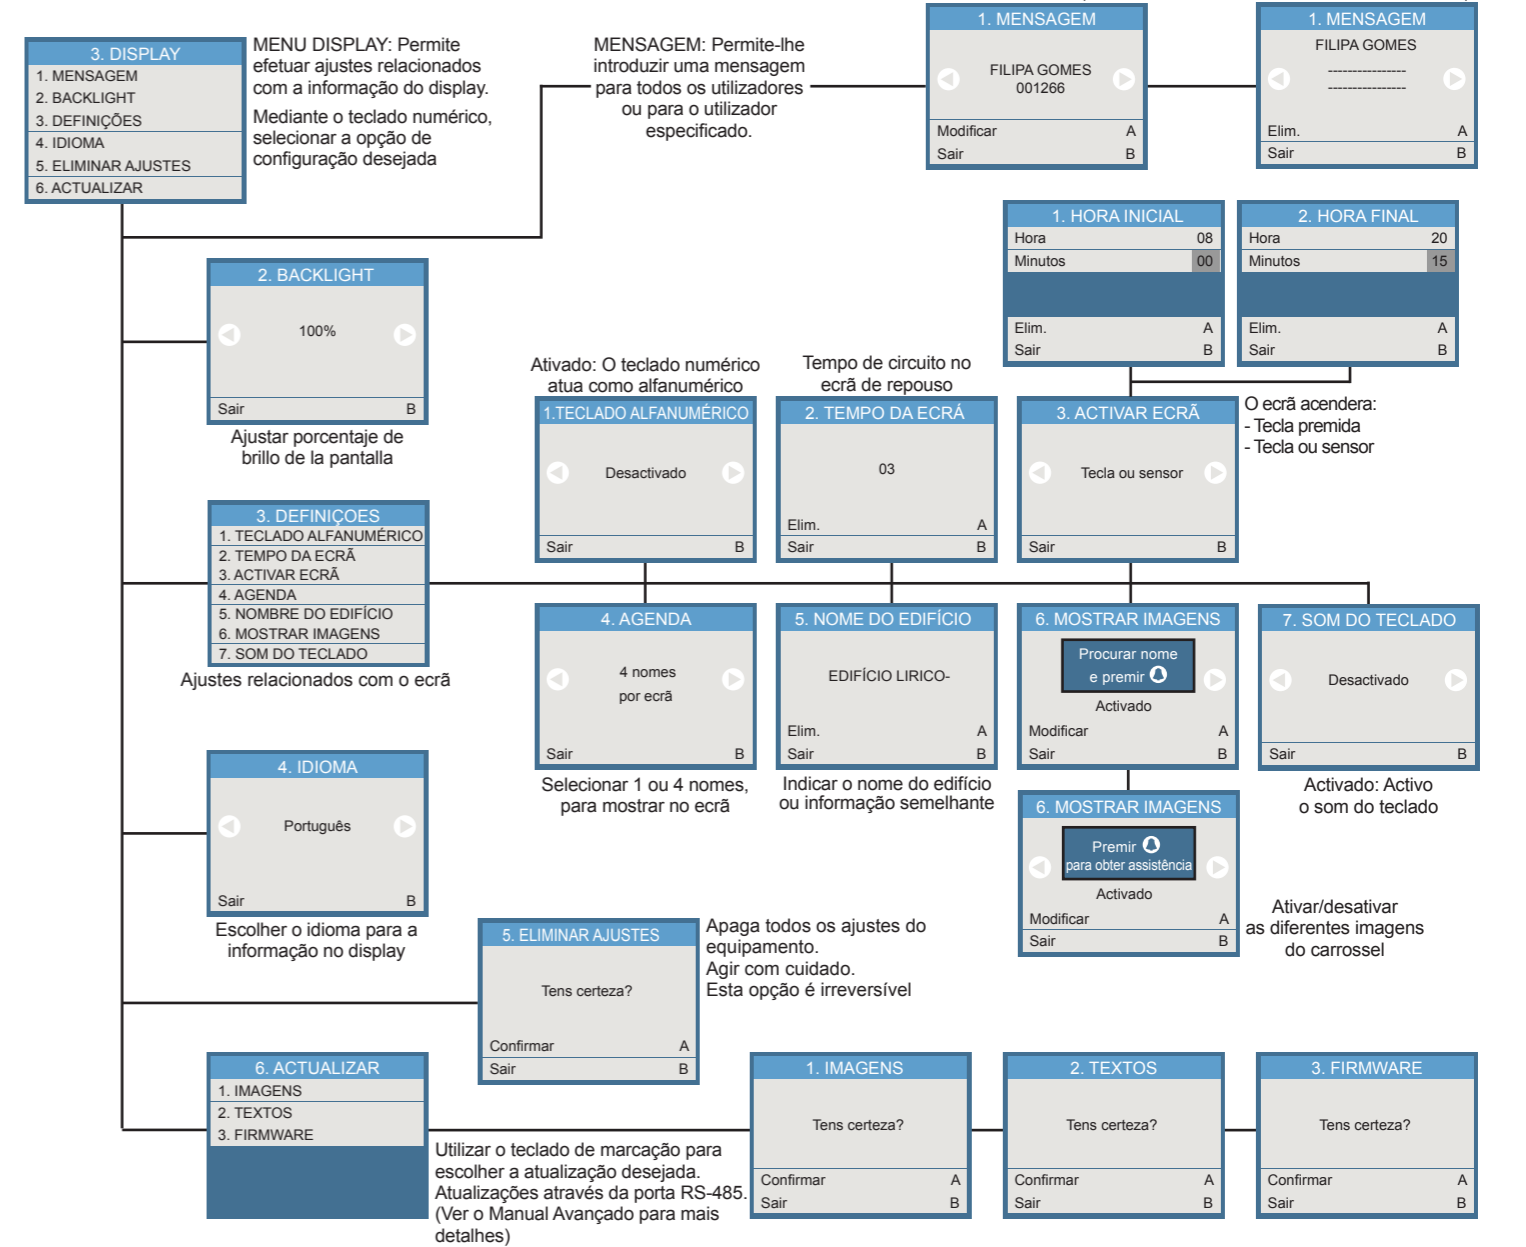 3. DISPLAY
1. MENSAGEM
2. BACKLIGHT
3. DEFINIÇÕES
4. IDIOMA
5. ELIMINAR AJUSTES
6. ACTUALIZAR
MENU DISPLAY: Permite
efetuar ajustes relacionados
com a informação do display.
Mediante o teclado numérico,
selecionar a opção de
configuração desejada
MENSAGEM: Permite-lhe
introduzir uma mensagem
para todos os utilizadores
ou para o utilizador
especificado.
1. MENSAGEM
FILIPA GOMES
001266
Modificar A
Sair B
1. MENSAGEM
FILIPA GOMES
----------------
----------------
Elim. A
Sair B
1. HORA INICIAL
Hora 08
Minutos 00
Elim. A
Sair B
2. HORA FINAL
Hora 20
Minutos 15
Elim. A
Sair B
2. BACKLIGHT
100%
Sair B
Ajustar porcentaje de
brillo de la pantalla
Ativado: O teclado numérico
atua como alfanumérico
1.TECLADO ALFANUMÉRICO
Desactivado
Sair B
Tempo de circuito no
ecrã de repouso
2. TEMPO DA ECRÁ
03
Elim. A
Sair B
3. ACTIVAR ECRÃ
Tecla ou sensor
Sair B
O ecrã acendera:
- Tecla premida
- Tecla ou sensor
3. DEFINIÇOES
1. TECLADO ALFANUMÉRICO
2. TEMPO DA ECRÃ
3. ACTIVAR ECRÃ
4. AGENDA
5. NOMBRE DO EDIFÍCIO
6. MOSTRAR IMAGENS
7. SOM DO TECLADO
Ajustes relacionados com o ecrã
4. AGENDA
4 nomes
por ecrã
Sair B
Selecionar 1 ou 4 nomes,
para mostrar no ecrã
5. NOME DO EDIFÍCIO
EDIFÍCIO LIRICO-
Elim. A
Sair B
Indicar o nome do edifício
ou informação semelhante
6. MOSTRAR IMAGENS
Procurar nome
e premir
Activado
Modificar A
Sair B
7. SOM DO TECLADO
Desactivado
Sair B
Activado: Activo
o som do teclado
6. MOSTRAR IMAGENS
Premir
para obter assistência
Activado
Modificar A
Sair B
Ativar/desativar
as diferentes imagens
do carrossel
4. IDIOMA
Português
Sair B
Escolher o idioma para a
informação no display
5. ELIMINAR AJUSTES
Tens certeza?
Confirmar A
Sair B
Apaga todos os ajustes do
equipamento.
Agir com cuidado.
Esta opção é irreversível
6. ACTUALIZAR
1. IMAGENS
2. TEXTOS
3. FIRMWARE
Utilizar o teclado de marcação para
escolher a atualização desejada.
Atualizações através da porta RS-485.
(Ver o Manual Avançado para mais
detalhes)
1. IMAGENS
Tens certeza?
Confirmar A
Sair B
2. TEXTOS
Tens certeza?
Confirmar A
Sair B
3. FIRMWARE
Tens certeza?
Confirmar A
Sair B